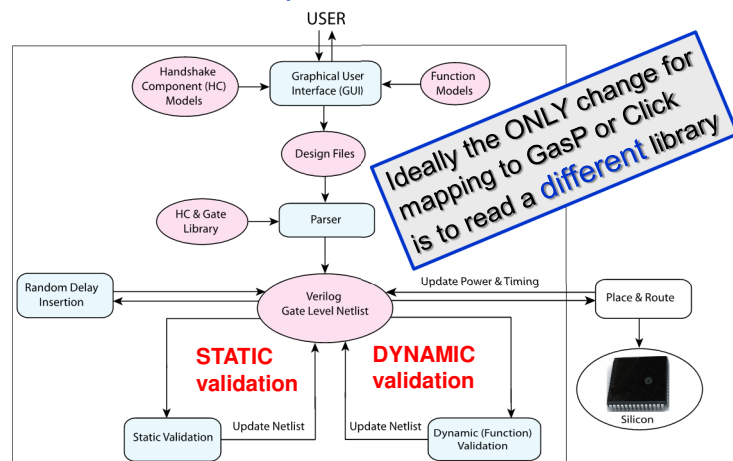 USER
Handshake
Component (HC)
Models
Graphical User
Interface (GUI)
Function
Models
Ideally the ONLY change for
mapping to GasP or Click
is to read a different library
Design Files
HC & Gate
Library
Parser
Random Delay
Insertion
Verilog
Gate Level Netlist
Update Power & Timing
Place & Route
STATIC
validation
DYNAMIC
validation
Silicon
Static Validation
Update Netlist
Update Netlist
Dynamic (Function)
Validation